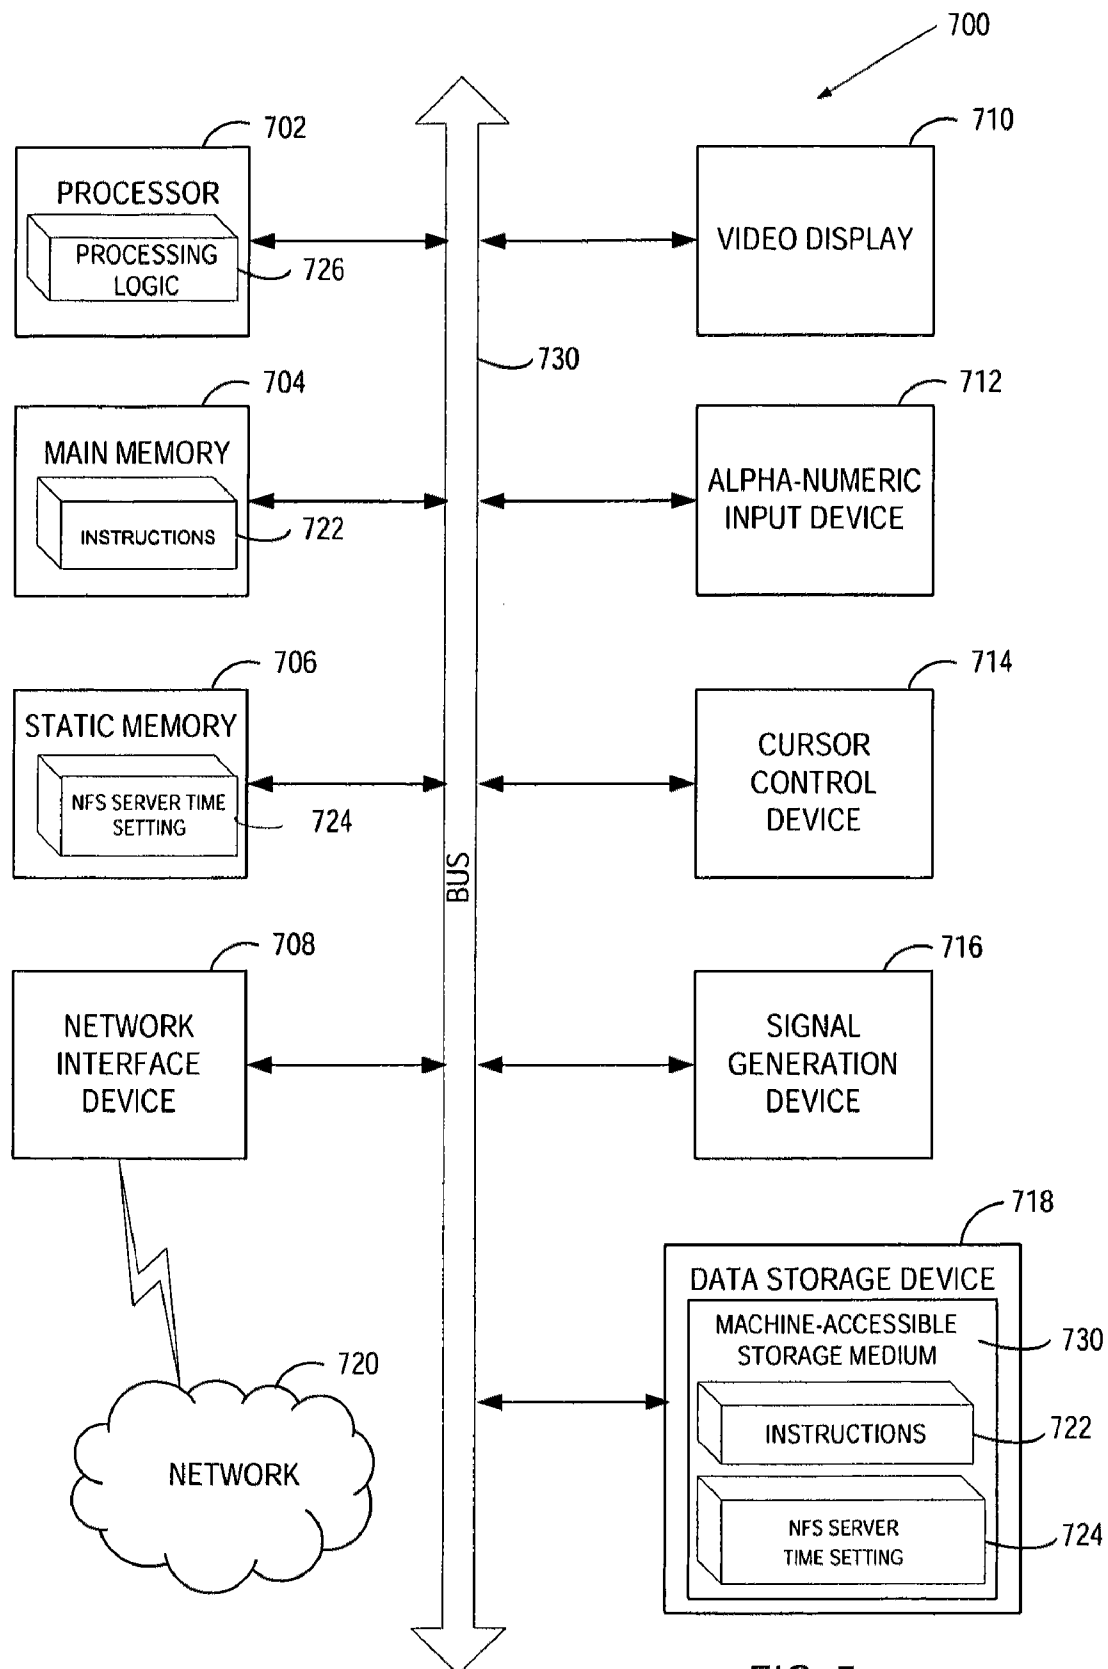 700
702
PROCESSOR
PROCESSING
LOGIC
726
710
VIDEO DISPLAY
730
704
MAIN MEMORY
INSTRUCTIONS
722
712
ALPHA-NUMERIC
INPUT DEVICE
706
STATIC MEMORY
NFS SERVER TIME
SETTING
724
714
CURSOR
CONTROL
DEVICE
BUS
708
NETWORK
INTERFACE
DEVICE
716
SIGNAL
GENERATION
DEVICE
720
NETWORK
718
DATA STORAGE DEVICE
MACHINE-ACCESSIBLE
STORAGE MEDIUM
730
INSTRUCTIONS
722
NFS SERVER
TIME SETTING
724